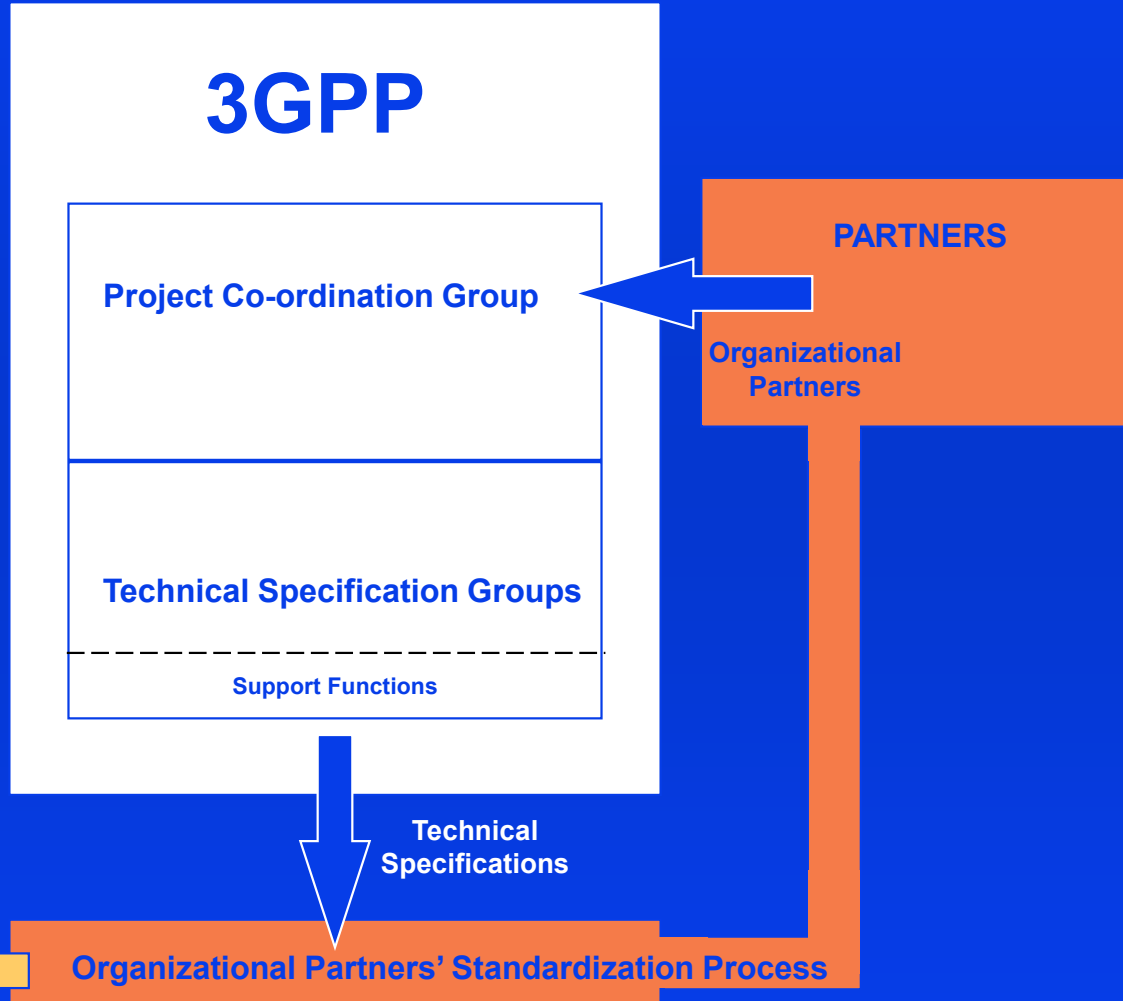 3GPP
PARTNERS
Project Co-ordination Group
Organizational
Partners
Technical Specification Groups
Support Functions
Technical
Specifications
Organizational Partners’ Standardization Process